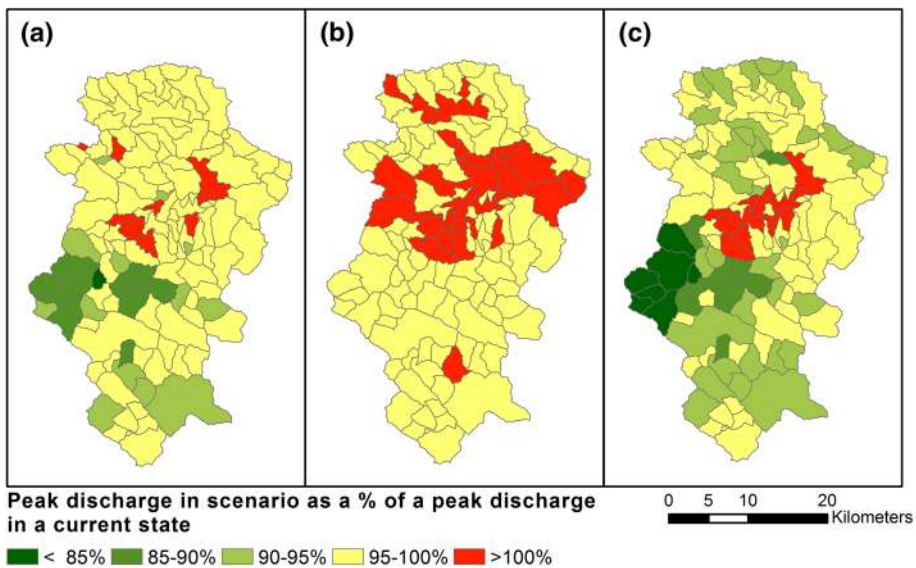 (a)
(b)
(c)
Peak discharge in scenario as a % of a peak discharge
in a current state
0 5 10 20
Kilometers
< 85% 85-90% 90-95% 95-100% >100%